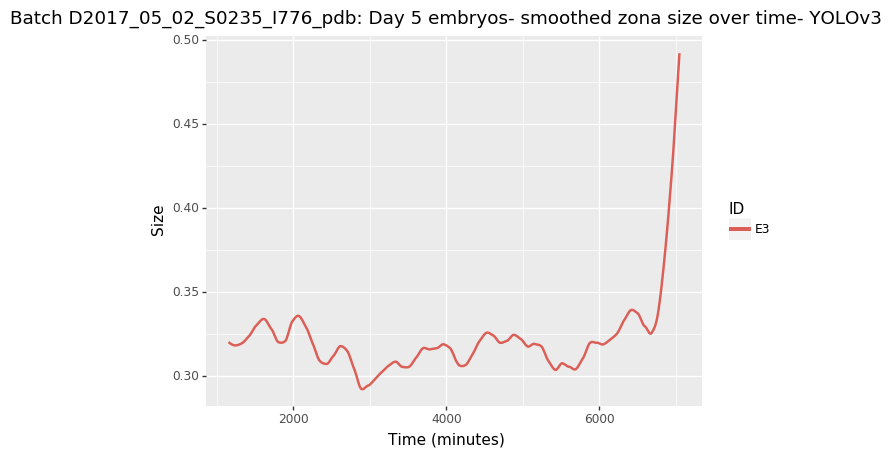 Batch D2017_05_02_S0235_I776_pdb: Day 5 embryos- smoothed zona size over time- YOLOv3
0.50
0.45
0.40
0.35
0.30
Size
2000 4000 6000
Time (minutes)
ID
E3